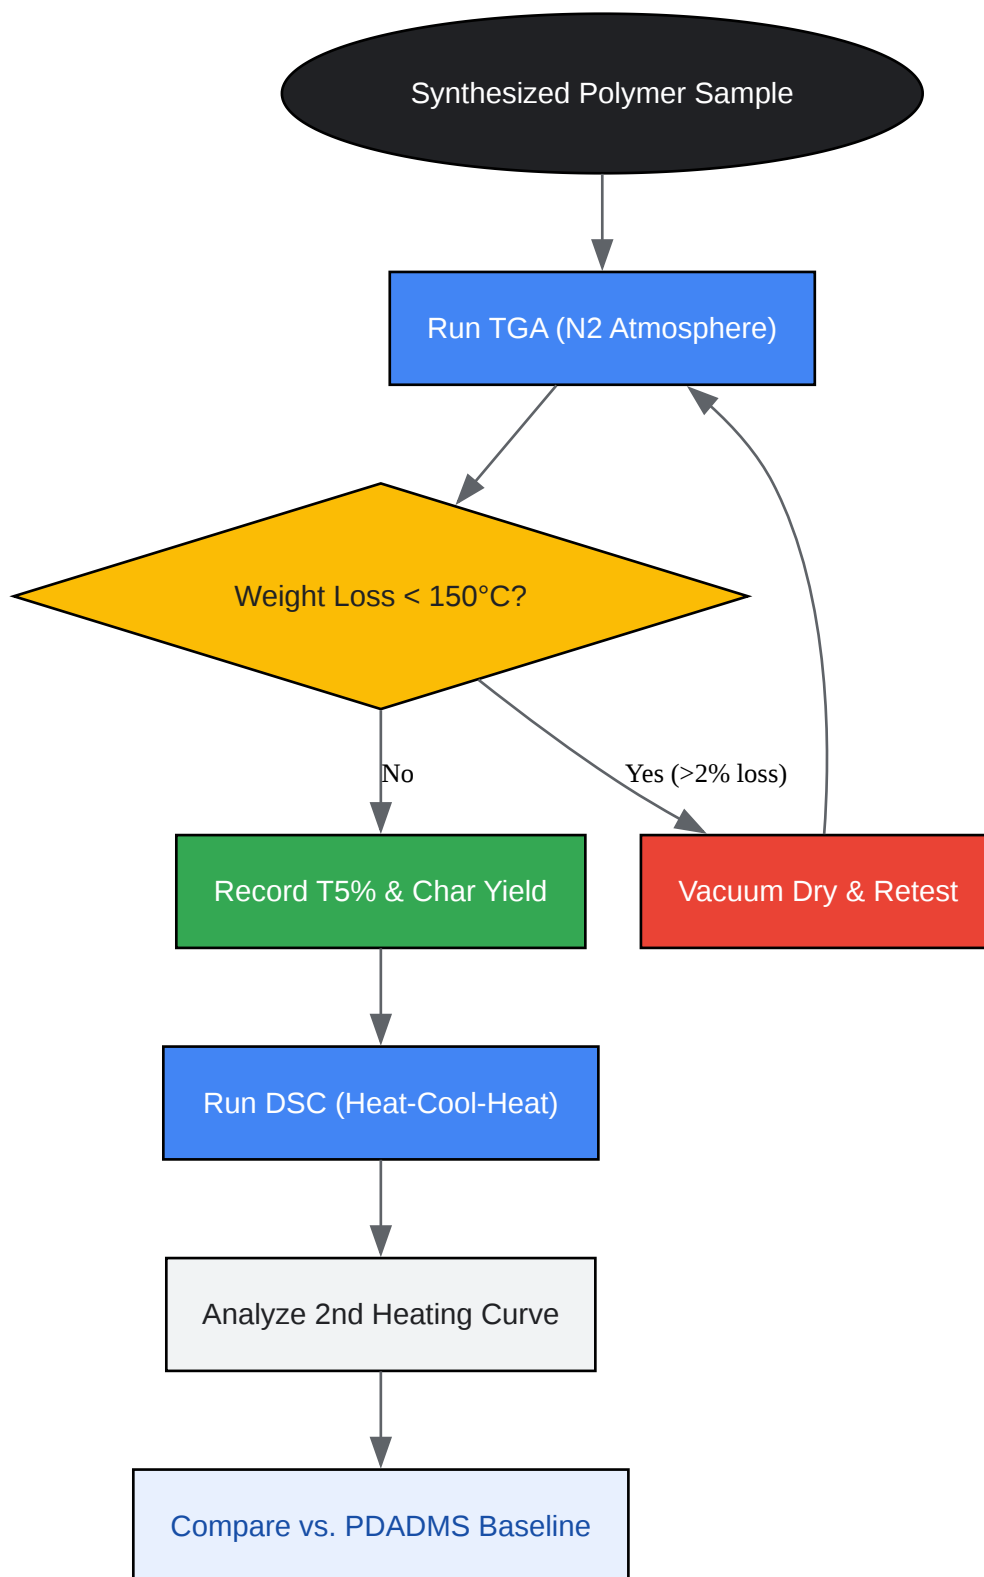 Synthesized Polymer Sample
Run TGA (N2 Atmosphere)
Weight Loss < 150°C?
No
Yes (>2% loss)
Record T5% & Char Yield
Vacuum Dry & Retest
Run DSC (Heat-Cool-Heat)
Analyze 2nd Heating Curve
Compare vs. PDADMS Baseline